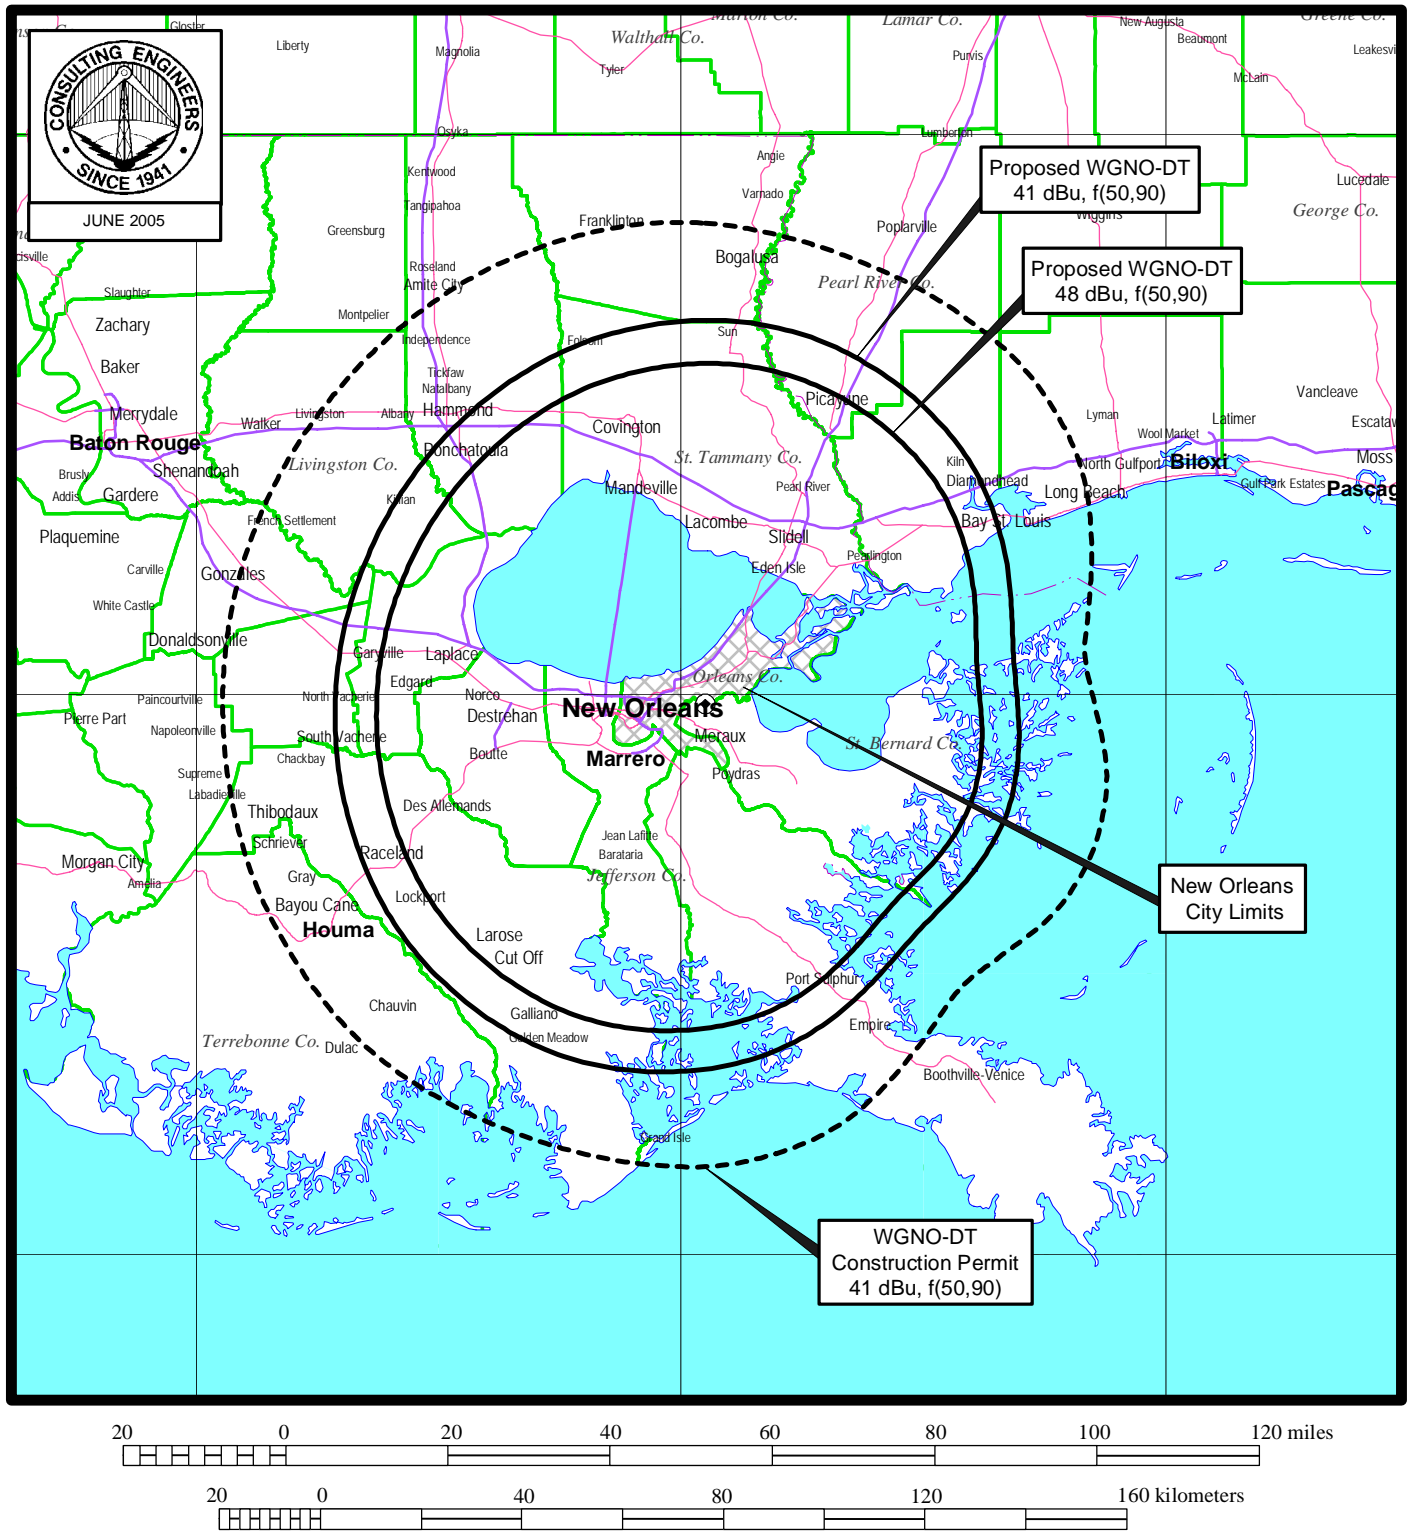 Gloster
Marion Co.
Lamar Co.
Greene Co.
New Augusta
Liberty
Magnolia
Walthall Co.
Beaumont
Leakesvi
Purvis
Tyler
McLain
CONSULTING ENGINEERS
SINCE 1941
JUNE 2005
Osyka
Lumberton
Angie
Kentwood
Varnado
Proposed WGNO-DT
41 dBu, f(50,90)
Lucedale
Tangipahoa
George Co.
Wiggins
Franklinton
Greensburg
Poplarville
cisville
Bogalusa
Roseland
Amite City
Pearl River Co.
Proposed WGNO-DT
48 dBu, f(50,90)
Slaughter
Montpelier
Zachary
Sun
Independence
Folsom
Baker
Tickfaw
Natalbany
Vancleave
Picayune
Merrydale
Livingston
Albany
Hammond
Lyman
Latimer
Walker
Covington
Escataw
Wool Market
Baton Rouge
Ponchatoula
St. Tammany Co.
Moss
Shenandoah
Livingston Co.
Kiln
North Gulfport
Biloxi
Brusly
Diamondhead
Gulf Park Estates
Pascag
Addis
Gardere
Killian
Mandeville
Pearl River
Long Beach
French Settlement
Lacombe
Bay St. Louis
Plaquemine
Slidell
Pearlington
Carville
Gonzales
Eden Isle
White Castle
Donaldsonville
Garyville
Laplace
Orleans Co.
Edgard
Paincourtville
North Vacherie
Norco
New Orleans
Pierre Part
Destrehan
Napoleonville
South Vacherie
Meraux
St. Bernard Co.
Chackbay
Boutte
Marrero
Supreme
Poydras
Labadieville
Thibodaux
Des Allemands
Schriever
Jean Lafitte
Raceland
Barataria
Morgan City
Jefferson Co.
Amelia
Gray
New Orleans
City Limits
Bayou Cane
Lockport
Houma
Larose
Cut Off
Port Sulphur
Chauvin
Galliano
Empire
Golden Meadow
Terrebonne Co.
Dulac
Boothville-Venice
Grand Isle
WGNO-DT
Construction Permit
41 dBu, f(50,90)
20 0 20 40 60 80 100 120 miles
20 0 40 80 120 160 kilometers